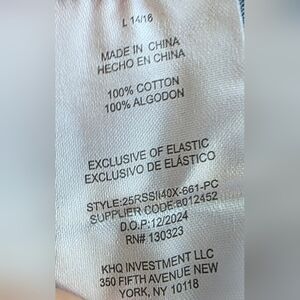 L 14/16
MADE IN CHINA
HECHO EN CHINA
100% COTTON
100% ALGODON
EXCLUSIVE OF ELASTIC
EXCLUSIVO DE ELÁSTICO
STYLE:25RSSII40X-661-PC
SUPPLIER CODE:8012452
D.O.P:12/2024
RN# 130323
KHQ INVESTMENT LLC
350 FIFTH AVENUE NEW
YORK, NY 10118